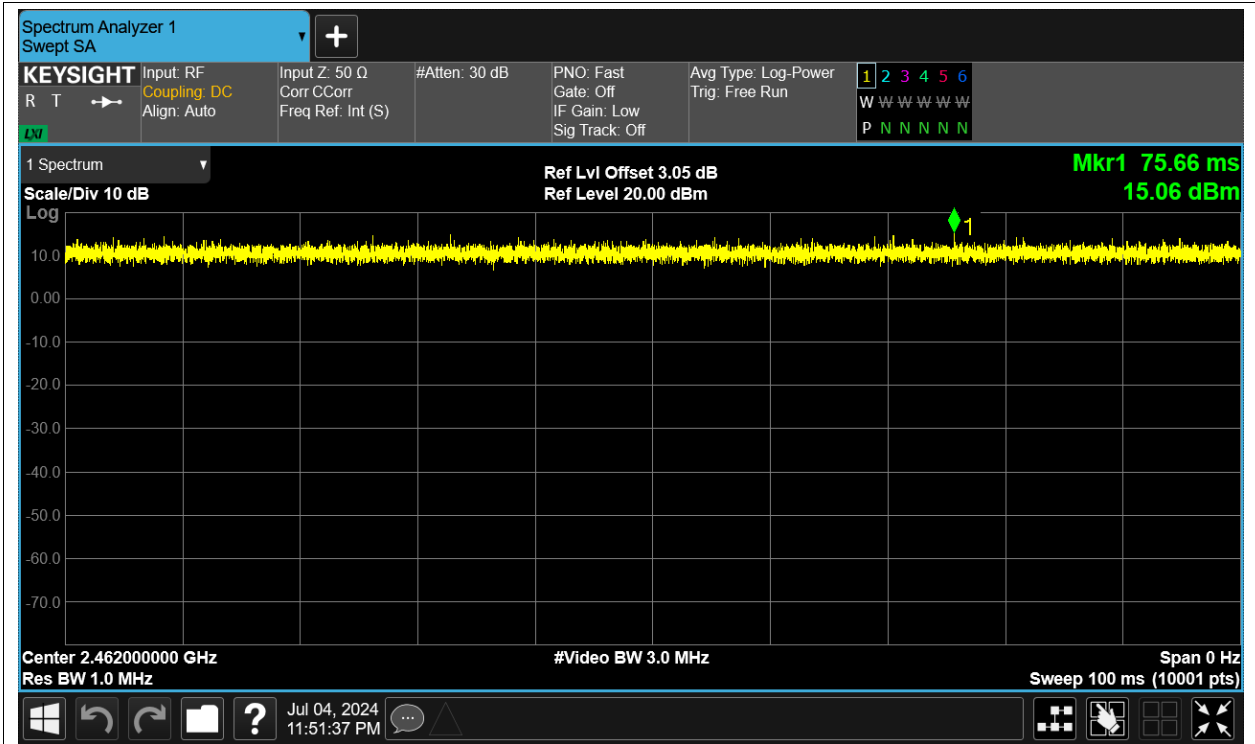 Spectrum Analyzer 1
Swept SA
KEYSIGHT
R T
LXI
Input: RF
Coupling: DC
Align: Auto
Input Z: 50 Ω
Corr CCorr
Freq Ref: Int (S)
#Atten: 30 dB
PNO: Fast
Gate: Off
IF Gain: Low
Sig Track: Off
Avg Type: Log-Power
Trig: Free Run
1 2 3 4 5 6
W W W W W W
P N N N N N
1 Spectrum
Scale/Div 10 dB
Ref Lvl Offset 3.05 dB
Ref Level 20.00 dBm
Mkr1 75.66 ms
15.06 dBm
Log
1
10.0
0.00
-10.0
-20.0
-30.0
-40.0
-50.0
-60.0
-70.0
Center 2.462000000 GHz
#Video BW 3.0 MHz
Span 0 Hz
Res BW 1.0 MHz
Sweep 100 ms (10001 pts)
?
Jul 04, 2024
11:51:37 PM